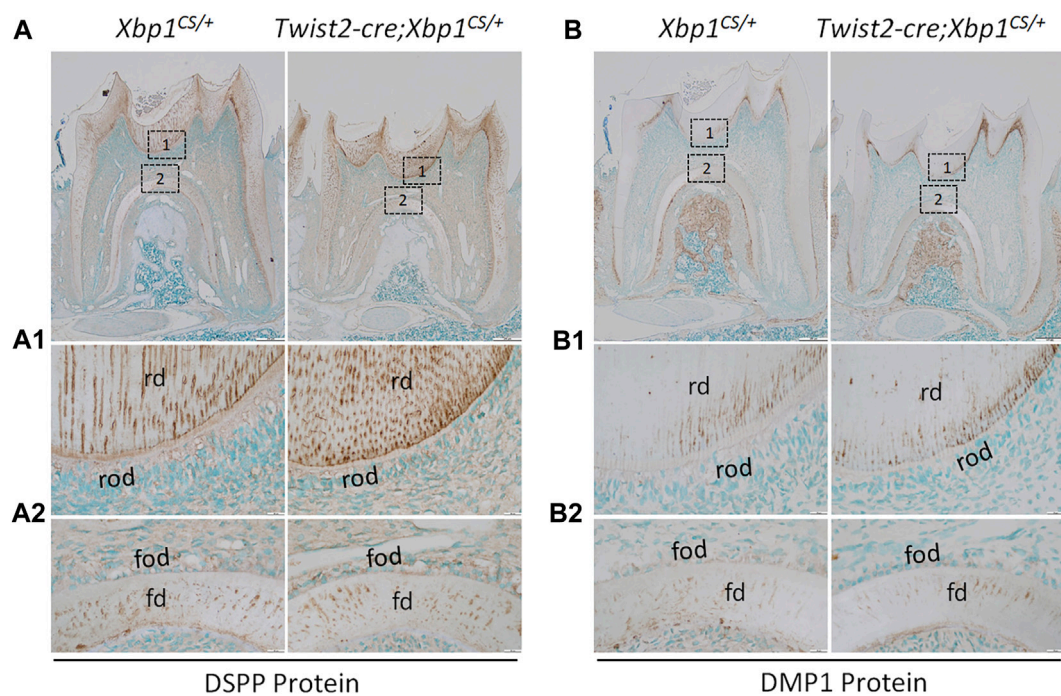 A Xbp1CS/+ Twist2-cre;Xbp1CS/+ B Xbp1CS/+ Twist2-cre;Xbp1CS/+
1 1 1 1
2 2 2 2
A1 B1
rd rd rd rd
rod rod rod rod
A2 B2
fod fod fod fod
fd fd fd fd
DSPP Protein DMP1 Protein